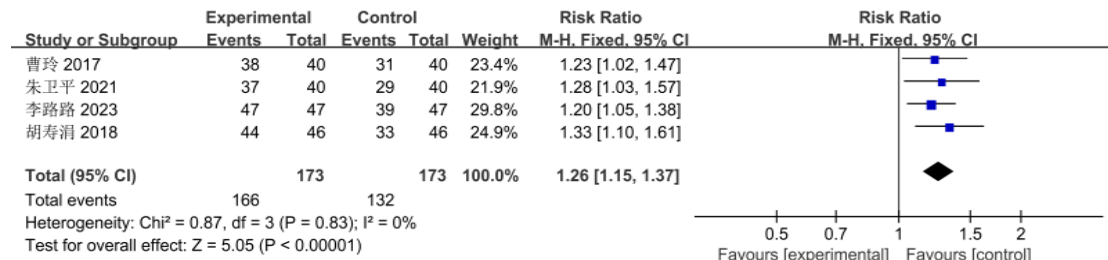 Experimental Control Risk Ratio Risk Ratio
Study or Subgroup Events Total Events Total Weight M-H, Fixed, 95% CI M-H, Fixed, 95% CI
曹玲 2017 38 40 31 40 23.4% 1.23 [1.02, 1.47]
朱卫平 2021 37 40 29 40 21.9% 1.28 [1.03, 1.57]
李路路 2023 47 47 39 47 29.8% 1.20 [1.05, 1.38]
胡寿涓 2018 44 46 33 46 24.9% 1.33 [1.10, 1.61]
Total (95% CI) 173 173 100.0% 1.26 [1.15, 1.37]
Total events 166 132
Heterogeneity: Chi² = 0.87, df = 3 (P = 0.83); I² = 0%
Test for overall effect: Z = 5.05 (P < 0.00001)
0.5 0.7 1 1.5 2
Favours [experimental] Favours [control]